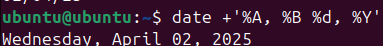 ubuntu@ubuntu:~$ date +'%A, %B %d, %Y'
Wednesday, April 02, 2025